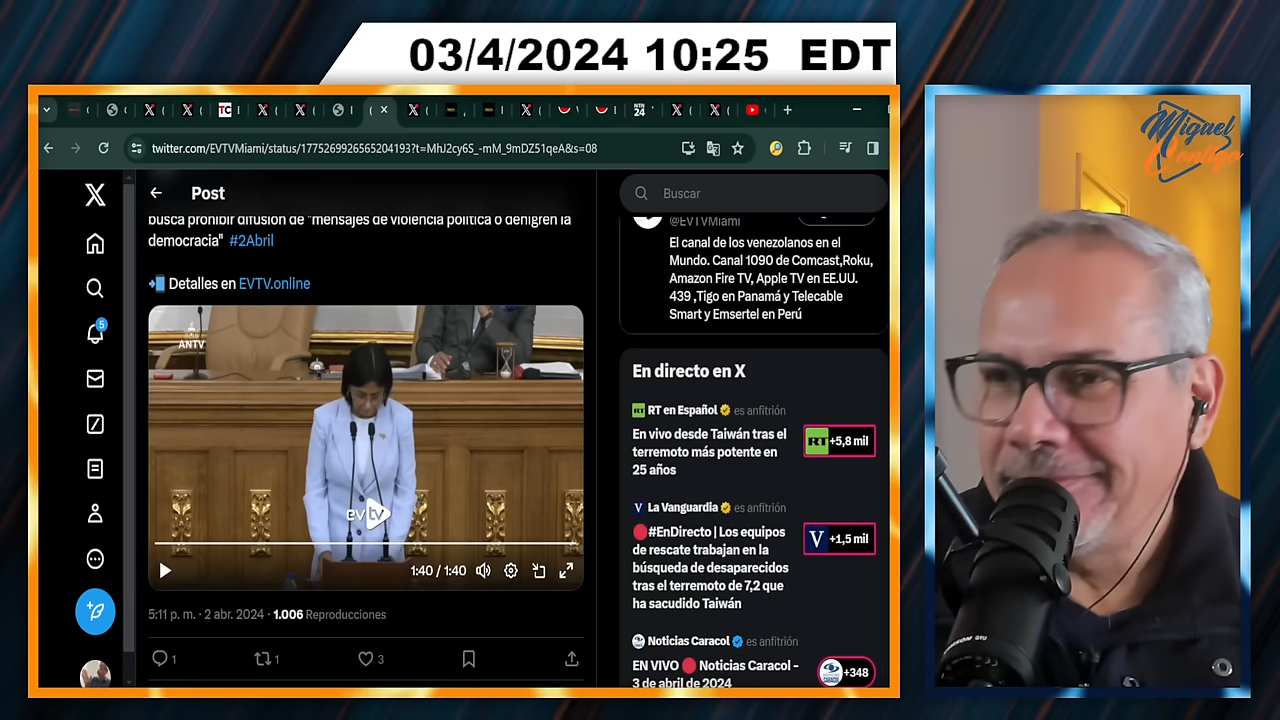 03/4/2024 10:25 EDT
Miguel
Contigo
twitter.com/EVTVMiami/status/1775269926565204193?t=MhJ2cy6S_-mM_9mDZ51qeA&s=08
Post
Buscar
busca prohibir difusión de "mensajes de violencia política o denigren la
democracia" #2Abril
Detalles en EVTV.online
ANTV
evtv
1:40 / 1:40
5:11 p. m. · 2 abr. 2024 · 1.006 Reproducciones
1
1
3
5
@EVTVMiami
El canal de los venezolanos en el
Mundo. Canal 1090 de Comcast,Roku,
Amazon Fire TV, Apple TV en EE.UU.
439 ,Tigo en Panamá y Telecable
Smart y Emsertel en Perú
En directo en X
RT en Español es anfitrión
En vivo desde Taiwán tras el
terremoto más potente en
25 años
RT +5,8 mil
La Vanguardia es anfitrión
#EnDirecto | Los equipos
de rescate trabajan en la
búsqueda de desaparecidos
tras el terremoto de 7,2 que
ha sacudido Taiwán
V +1,5 mil
Noticias Caracol es anfitrión
EN VIVO Noticias Caracol -
3 de abril de 2024
+348